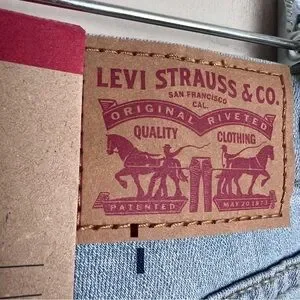 LEVI STRAUSS & CO.
SAN FRANCISCO
CAL.
ORIGINAL RIVETED
QUALITY CLOTHING
PATENTED MAY 20 1873